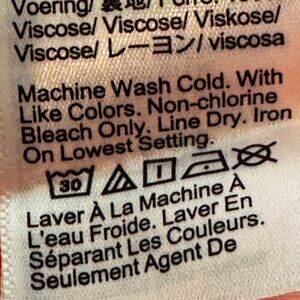 Voering/ 裏地/
Viscose/ Viscose/ Viskose/
Viscose/ レーヨン/ viscosa
Machine Wash Cold. With
Like Colors. Non-chlorine
Bleach Only. Line Dry. Iron
On Lowest Setting.
30
Laver À La Machine À
L'eau Froide. Laver En
Séparant Les Couleurs.
Seulement Agent De